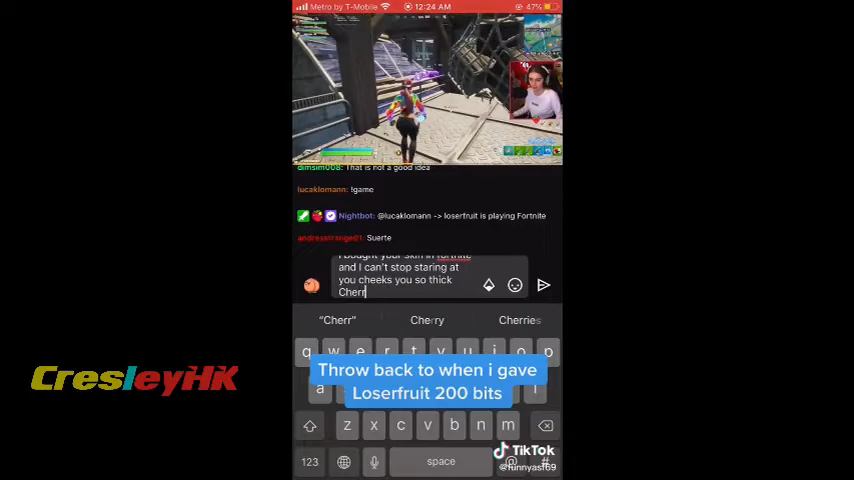 Metro by T-Mobile 12:24 AM 47%
dimsim008: That is not a good idea
lucaklomann: !game
Nightbot: @lucaklomann -> loserfruit is playing Fortnite
andresstrange01: Suerte
I bought your skin in fortnite
and I can't stop staring at
you cheeks you so thick
Cherr
"Cherr" Cherry Cherries
q w e r t y u i o p
Throw back to when i gave
Loserfruit 200 bits
a l
z x c v b n m
123 space @ #
TikTok
CresleyHK